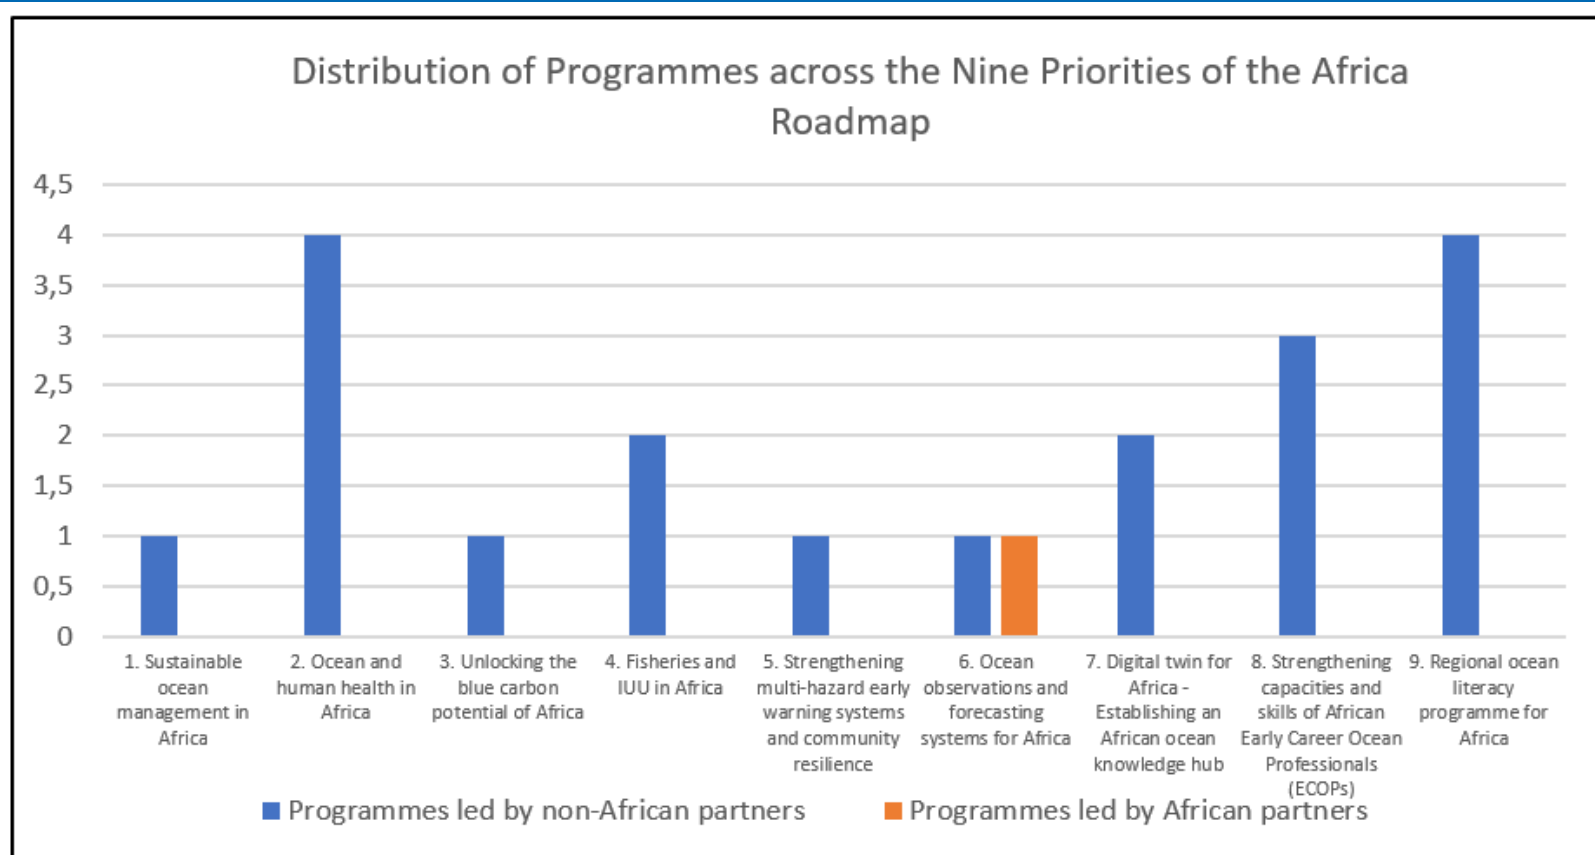 Distribution of Programmes across the Nine Priorities of the Africa
Roadmap
4,5
4
3,5
3
2,5
2
1,5
1
0,5
0
1. Sustainable
ocean
management in
Africa
2. Ocean and
human health in
Africa
3. Unlocking the
blue carbon
potential of Africa
4. Fisheries and
IUU in Africa
5. Strengthening
multi-hazard early
warning systems
and community
resilience
6. Ocean
observations and
forecasting
systems for Africa
7. Digital twin for
Africa -
Establishing an
African ocean
knowledge hub
8. Strengthening
capacities and
skills of African
Early Career Ocean
Professionals
(ECOPs)
9. Regional ocean
literacy
programme for
Africa
Programmes led by non-African partners
Programmes led by African partners